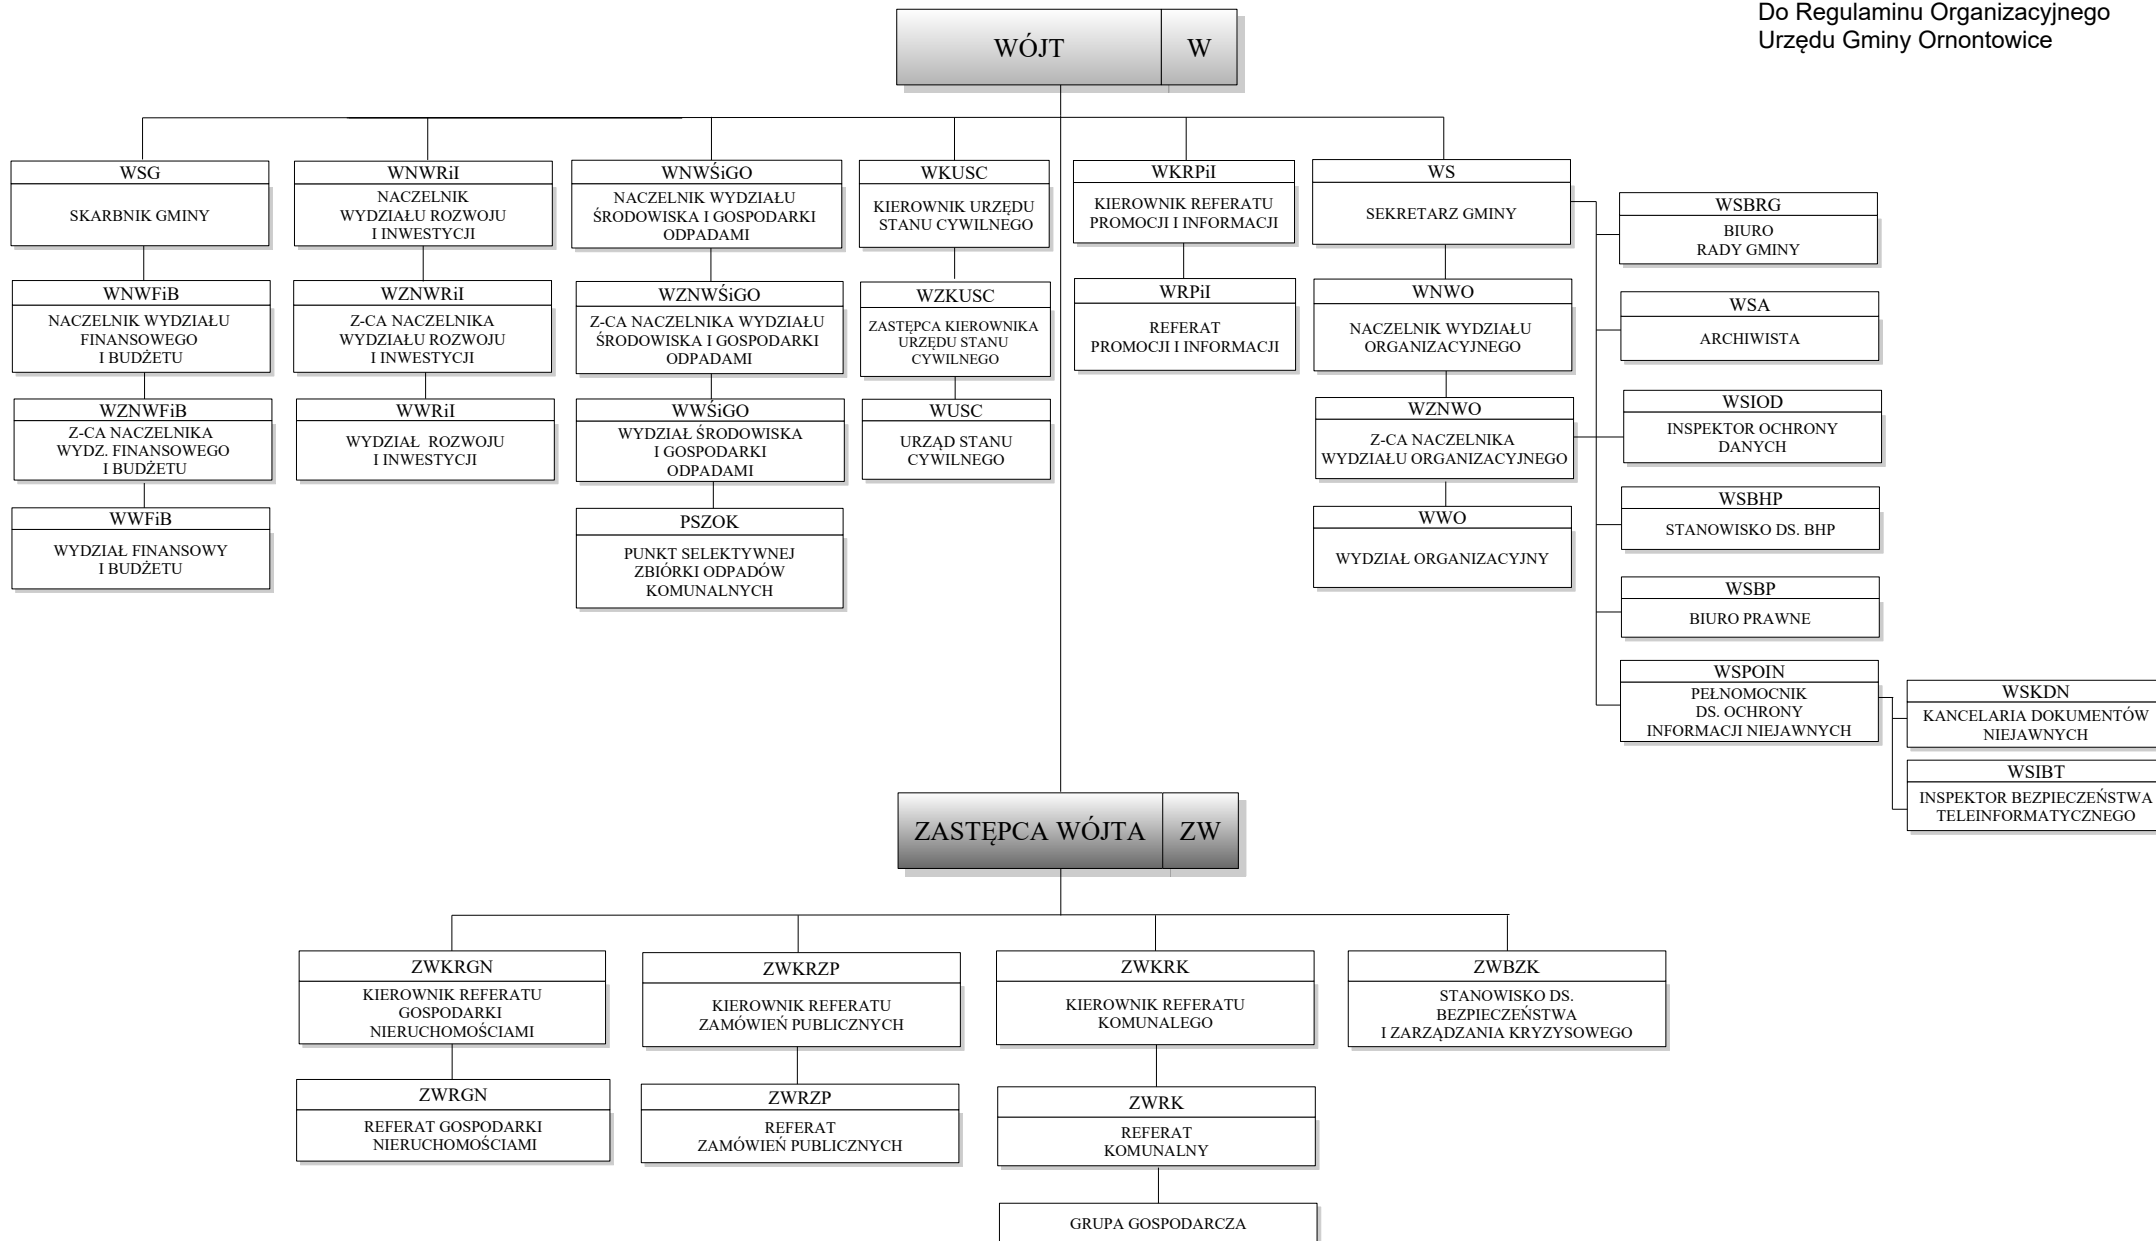 Do Regulaminu Organizacyjnego
Urzędu Gminy Ornontowice
WÓJT W
WSG
SKARBNIK GMINY
WNWFiB
NACZELNIK WYDZIAŁU
FINANSOWEGO
I BUDŻETU
WZNWFiB
Z-CA NACZELNIKA
WYDZ. FINANSOWEGO
I BUDŻETU
WWFiB
WYDZIAŁ FINANSOWY
I BUDŻETU
WNWRiI
NACZELNIK
WYDZIAŁU ROZWOJU
I INWESTYCJI
WZNWRiI
Z-CA NACZELNIKA
WYDZIAŁU ROZWOJU
I INWESTYCJI
WWRiI
WYDZIAŁ ROZWOJU
I INWESTYCJI
WNWŚiGO
NACZELNIK WYDZIAŁU
ŚRODOWISKA I GOSPODARKI
ODPADAMI
WZNWŚiGO
Z-CA NACZELNIKA WYDZIAŁU
ŚRODOWISKA I GOSPODARKI
ODPADAMI
WWŚiGO
WYDZIAŁ ŚRODOWISKA
I GOSPODARKI
ODPADAMI
PSZOK
PUNKT SELEKTYWNEJ
ZBIÓRKI ODPADÓW
KOMUNALNYCH
WKUSC
KIEROWNIK URZĘDU
STANU CYWILNEGO
WZKUSC
ZASTĘPCA KIEROWNIKA
URZĘDU STANU
CYWILNEGO
WUSC
URZĄD STANU
CYWILNEGO
WKRPiI
KIEROWNIK REFERATU
PROMOCJI I INFORMACJI
WRPiI
REFERAT
PROMOCJI I INFORMACJI
WS
SEKRETARZ GMINY
WNWO
NACZELNIK WYDZIAŁU
ORGANIZACYJNEGO
WZNWO
Z-CA NACZELNIKA
WYDZIAŁU ORGANIZACYJNEGO
WWO
WYDZIAŁ ORGANIZACYJNY
WSBRG
BIURO
RADY GMINY
WSA
ARCHIWISTA
WSIOD
INSPEKTOR OCHRONY
DANYCH
WSBHP
STANOWISKO DS. BHP
WSBP
BIURO PRAWNE
WSPOIN
PEŁNOMOCNIK
DS. OCHRONY
INFORMACJI NIEJAWNYCH
WSKDN
KANCELARIA DOKUMENTÓW
NIEJAWNYCH
WSIBT
INSPEKTOR BEZPIECZEŃSTWA
TELEINFORMATYCZNEGO
ZASTĘPCA WÓJTA ZW
ZWKRGN
KIEROWNIK REFERATU
GOSPODARKI
NIERUCHOMOŚCIAMI
ZWRGN
REFERAT GOSPODARKI
NIERUCHOMOŚCIAMI
ZWKRZP
KIEROWNIK REFERATU
ZAMÓWIEŃ PUBLICZNYCH
ZWRZP
REFERAT
ZAMÓWIEŃ PUBLICZNYCH
ZWKRK
KIEROWNIK REFERATU
KOMUNALEGO
ZWRK
REFERAT
KOMUNALNY
GRUPA GOSPODARCZA
ZWBZK
STANOWISKO DS.
BEZPIECZEŃSTWA
I ZARZĄDZANIA KRYZYSOWEGO